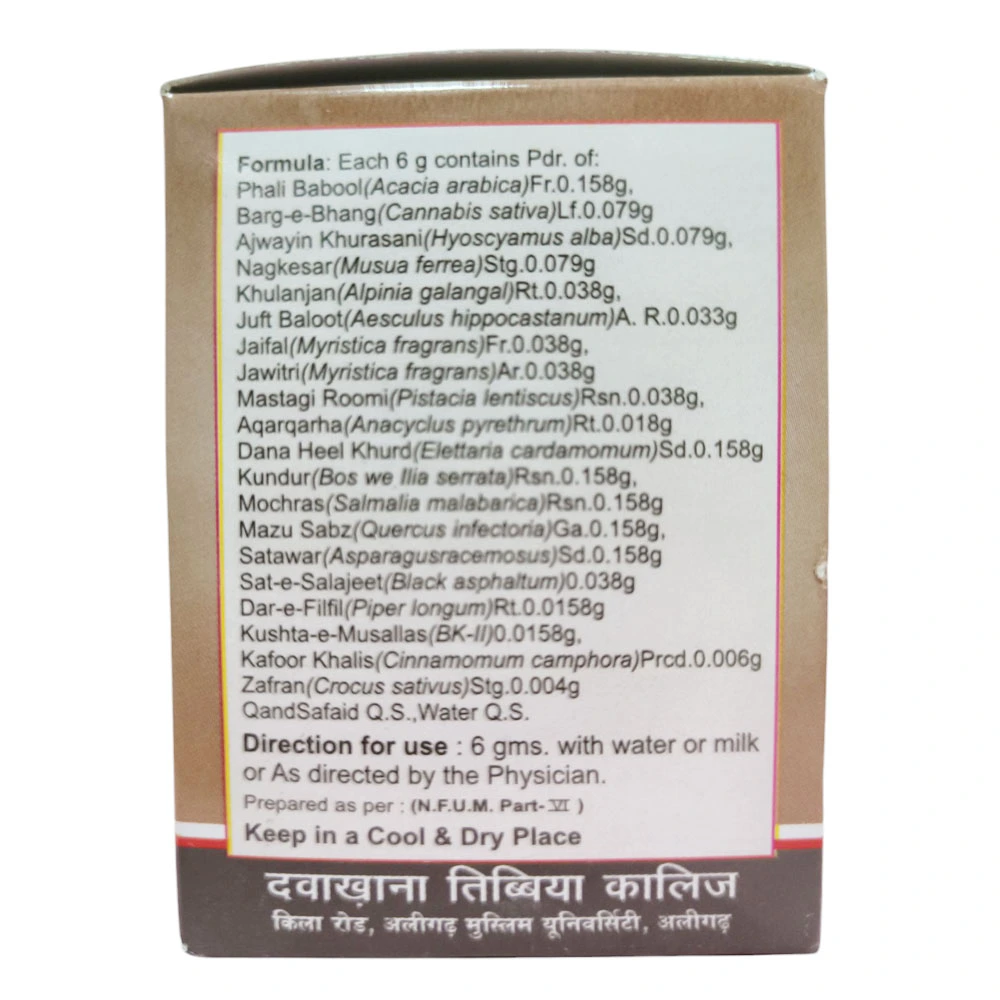 Formula: Each 6 g contains Pdr. of:
Phali Babool(Acacia arabica)Fr.0.158g,
Barg-e-Bhang(Cannabis sativa)Lf.0.079g
Ajwayin Khurasani(Hyoscyamus alba)Sd.0.079g,
Nagkesar(Musua ferrea)Stg.0.079g
Khulanjan(Alpinia galangal)Rt.0.038g,
Juft Baloot(Aesculus hippocastanum)A. R.0.033g
Jaifal(Myristica fragrans)Fr.0.038g,
Jawitri(Myristica fragrans)Ar.0.038g
Mastagi Roomi(Pistacia lentiscus)Rsn.0.038g,
Aqarqarha(Anacyclus pyrethrum)Rt.0.018g
Dana Heel Khurd(Elettaria cardamomum)Sd.0.158g
Kundur(Bos we llia serrata)Rsn.0.158g,
Mochras(Salmalia malabarica)Rsn.0.158g
Mazu Sabz(Quercus infectoria)Ga.0.158g,
Satawar(Asparagusracemosus)Sd.0.158g
Sat-e-Salajeet(Black asphaltum)0.038g
Dar-e-Filfil(Piper longum)Rt.0.0158g
Kushta-e-Musallas(BK-II)0.0158g,
Kafoor Khalis(Cinnamomum camphora)Prcd.0.006g
Zafran(Crocus sativus)Stg.0.004g
QandSafaid Q.S.,Water Q.S.
Direction for use : 6 gms. with water or milk
or As directed by the Physician.
Prepared as per : (N.F.U.M. Part- VI )
Keep in a Cool & Dry Place
दवाख़ाना तिब्बिया कालिज
किला रोड, अलीगढ़ मुस्लिम यूनिवर्सिटी, अलीगढ़